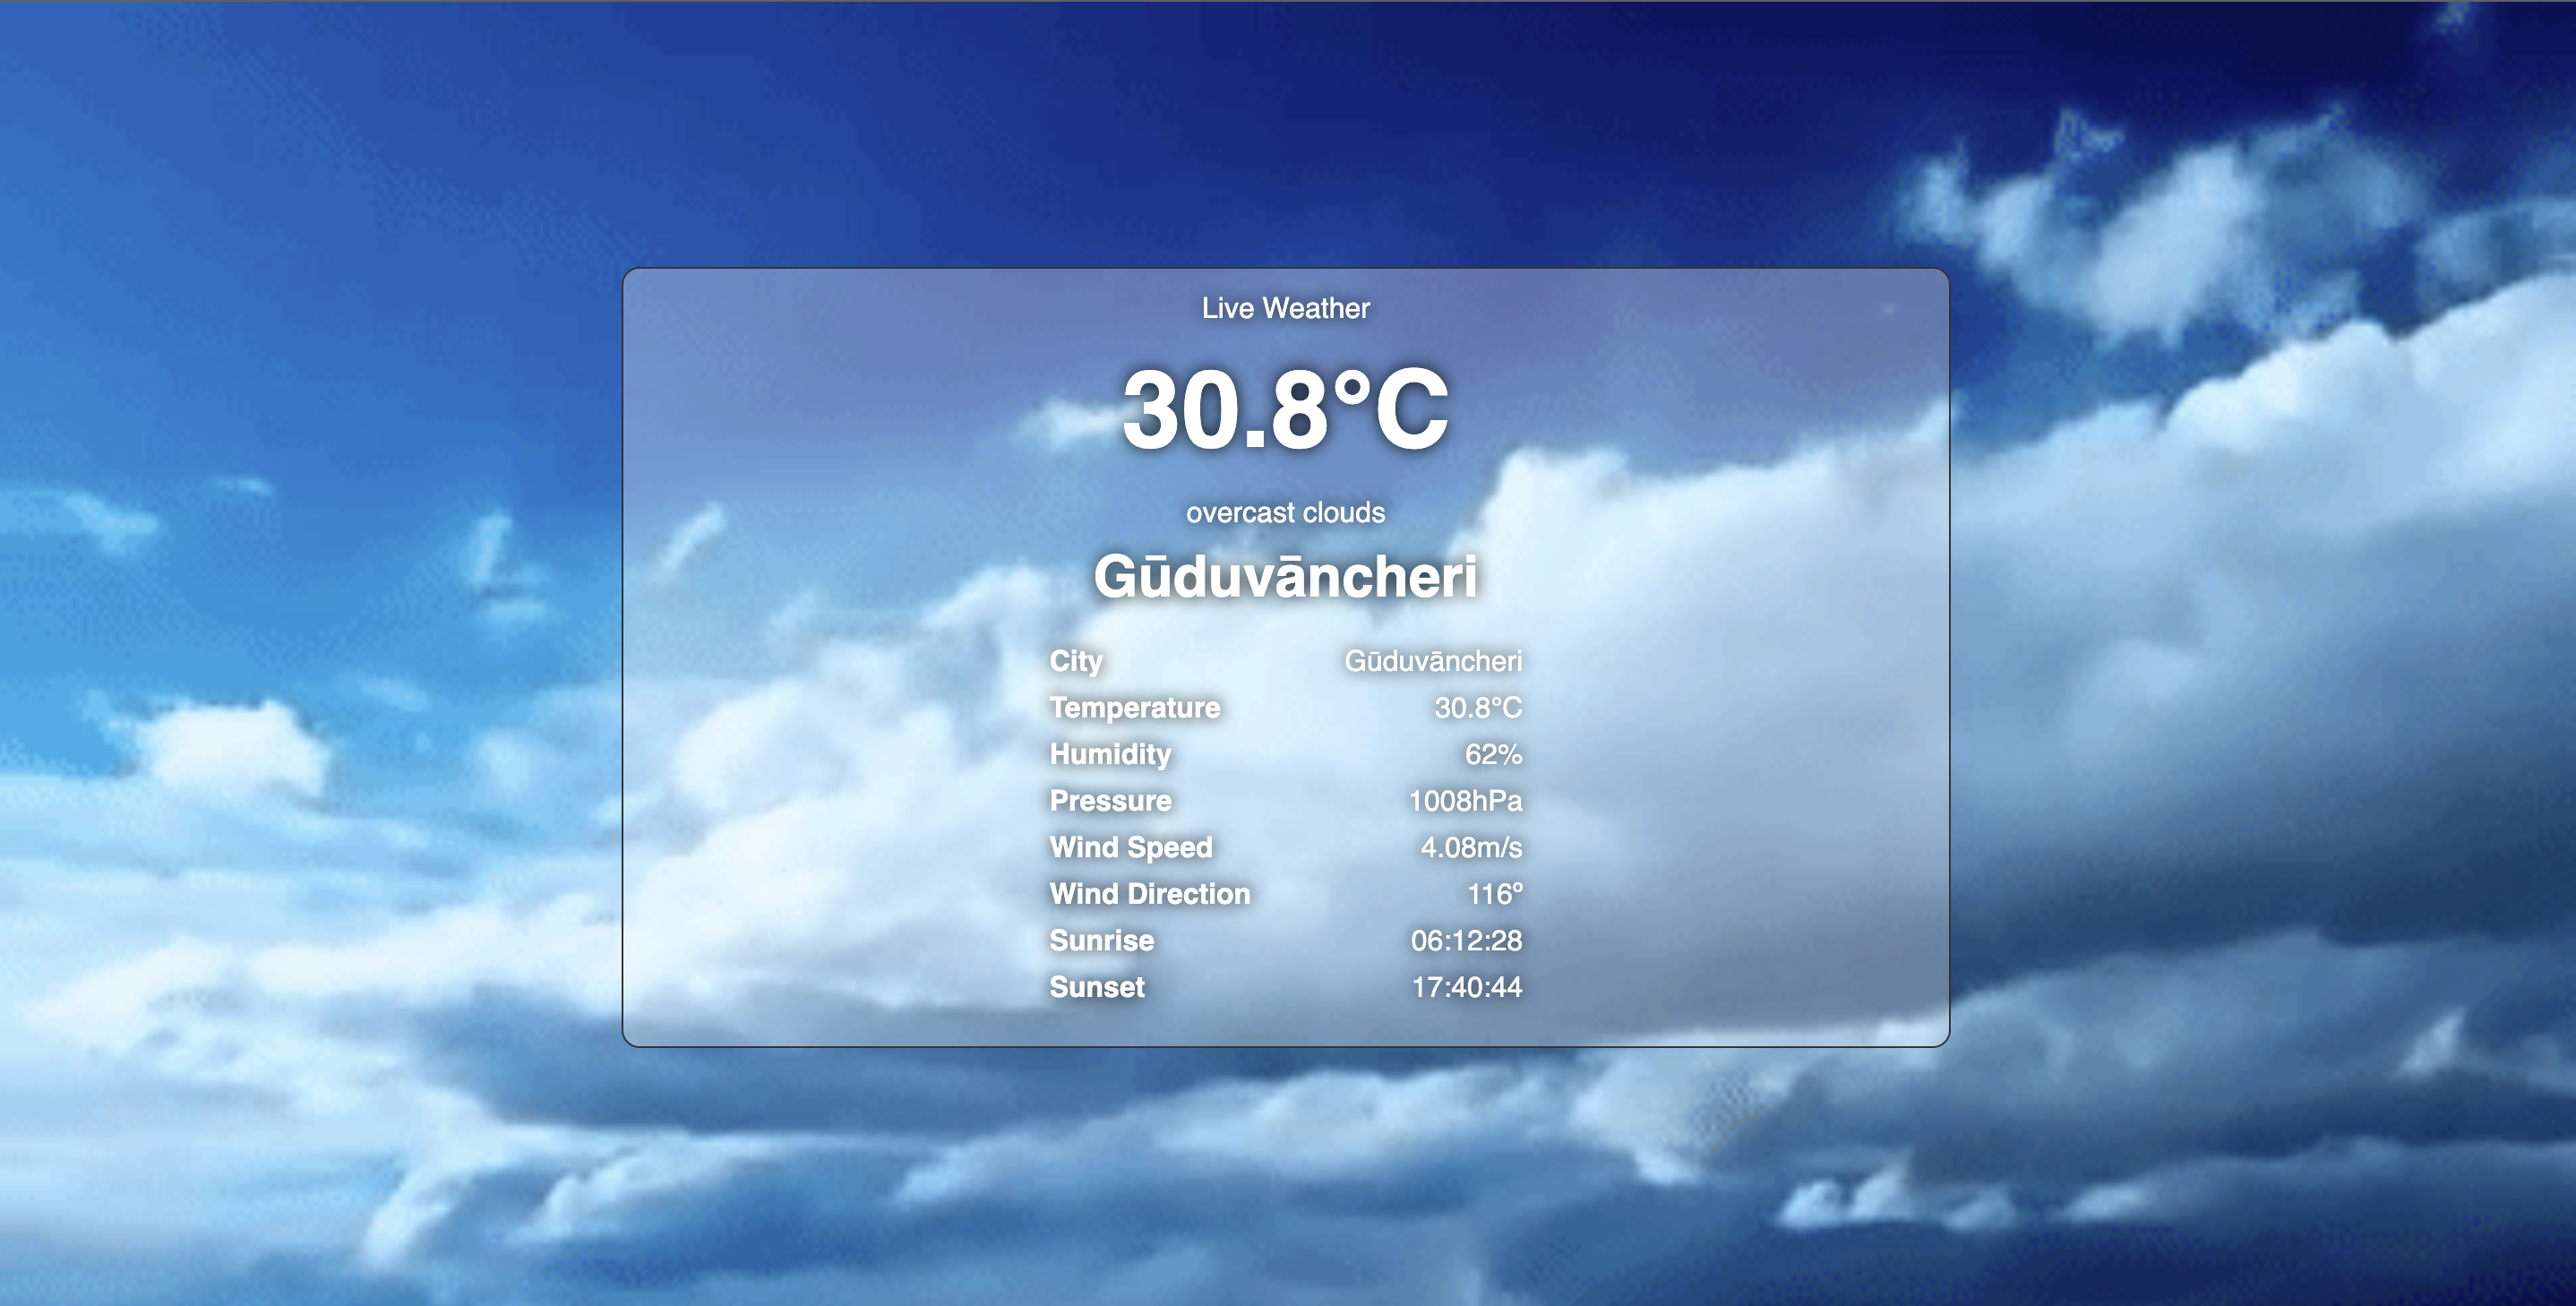 Live Weather
30.8°C
overcast clouds
Gūduvāncheri
City Gūduvāncheri
Temperature 30.8°C
Humidity 62%
Pressure 1008hPa
Wind Speed 4.08m/s
Wind Direction 116º
Sunrise 06:12:28
Sunset 17:40:44